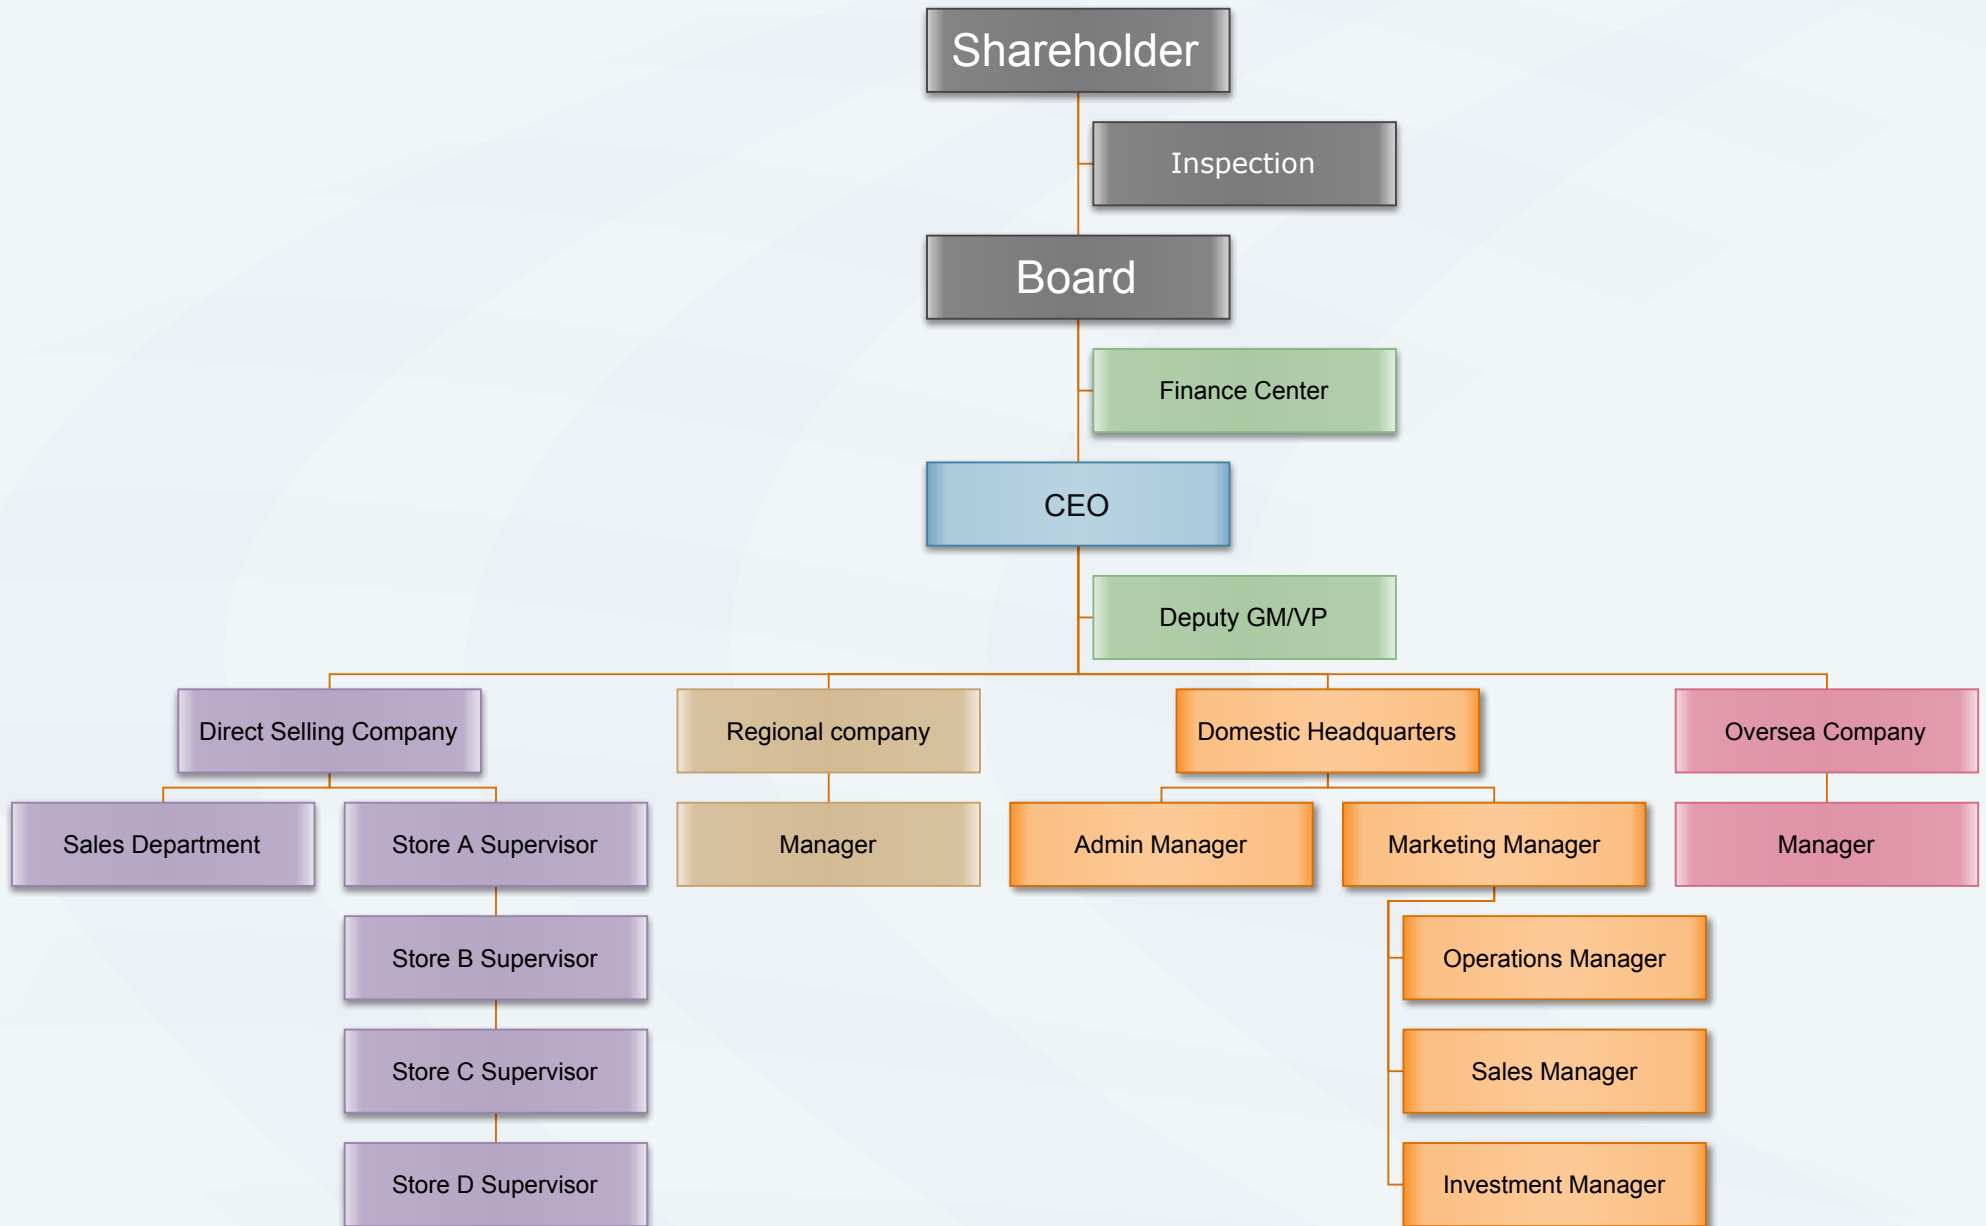 Shareholder
Inspection
Board
Finance Center
CEO
Deputy GM/VP
Direct Selling Company
Regional company
Domestic Headquarters
Oversea Company
Sales Department
Store A Supervisor
Manager
Admin Manager
Marketing Manager
Manager
Store B Supervisor
Operations Manager
Store C Supervisor
Sales Manager
Store D Supervisor
Investment Manager